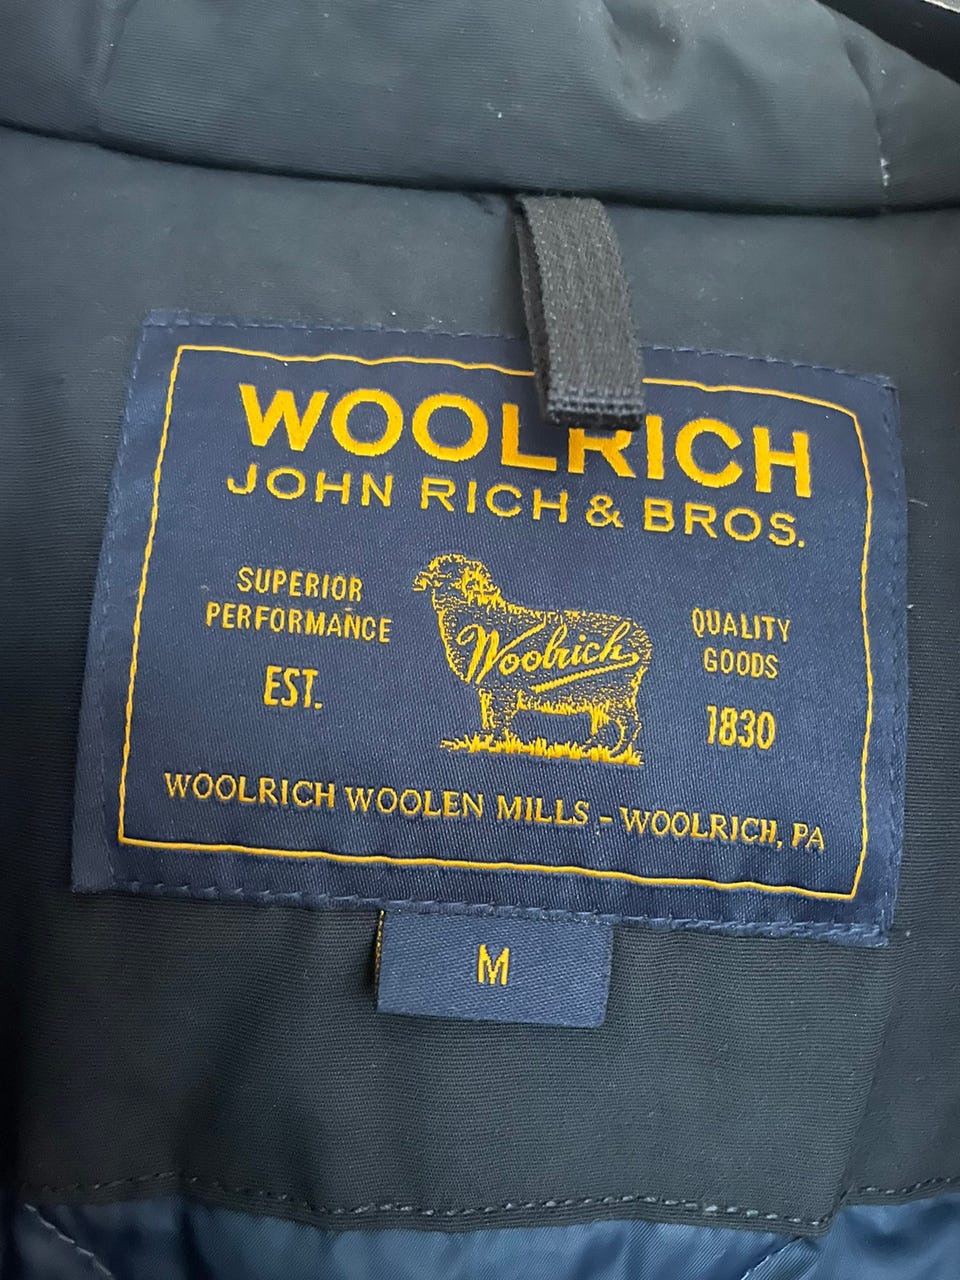 WOOLRICH
JOHN RICH & BROS.
SUPERIOR
PERFORMANCE
EST.
Woolrich
QUALITY
GOODS
1830
WOOLRICH WOOLEN MILLS - WOOLRICH, PA
M